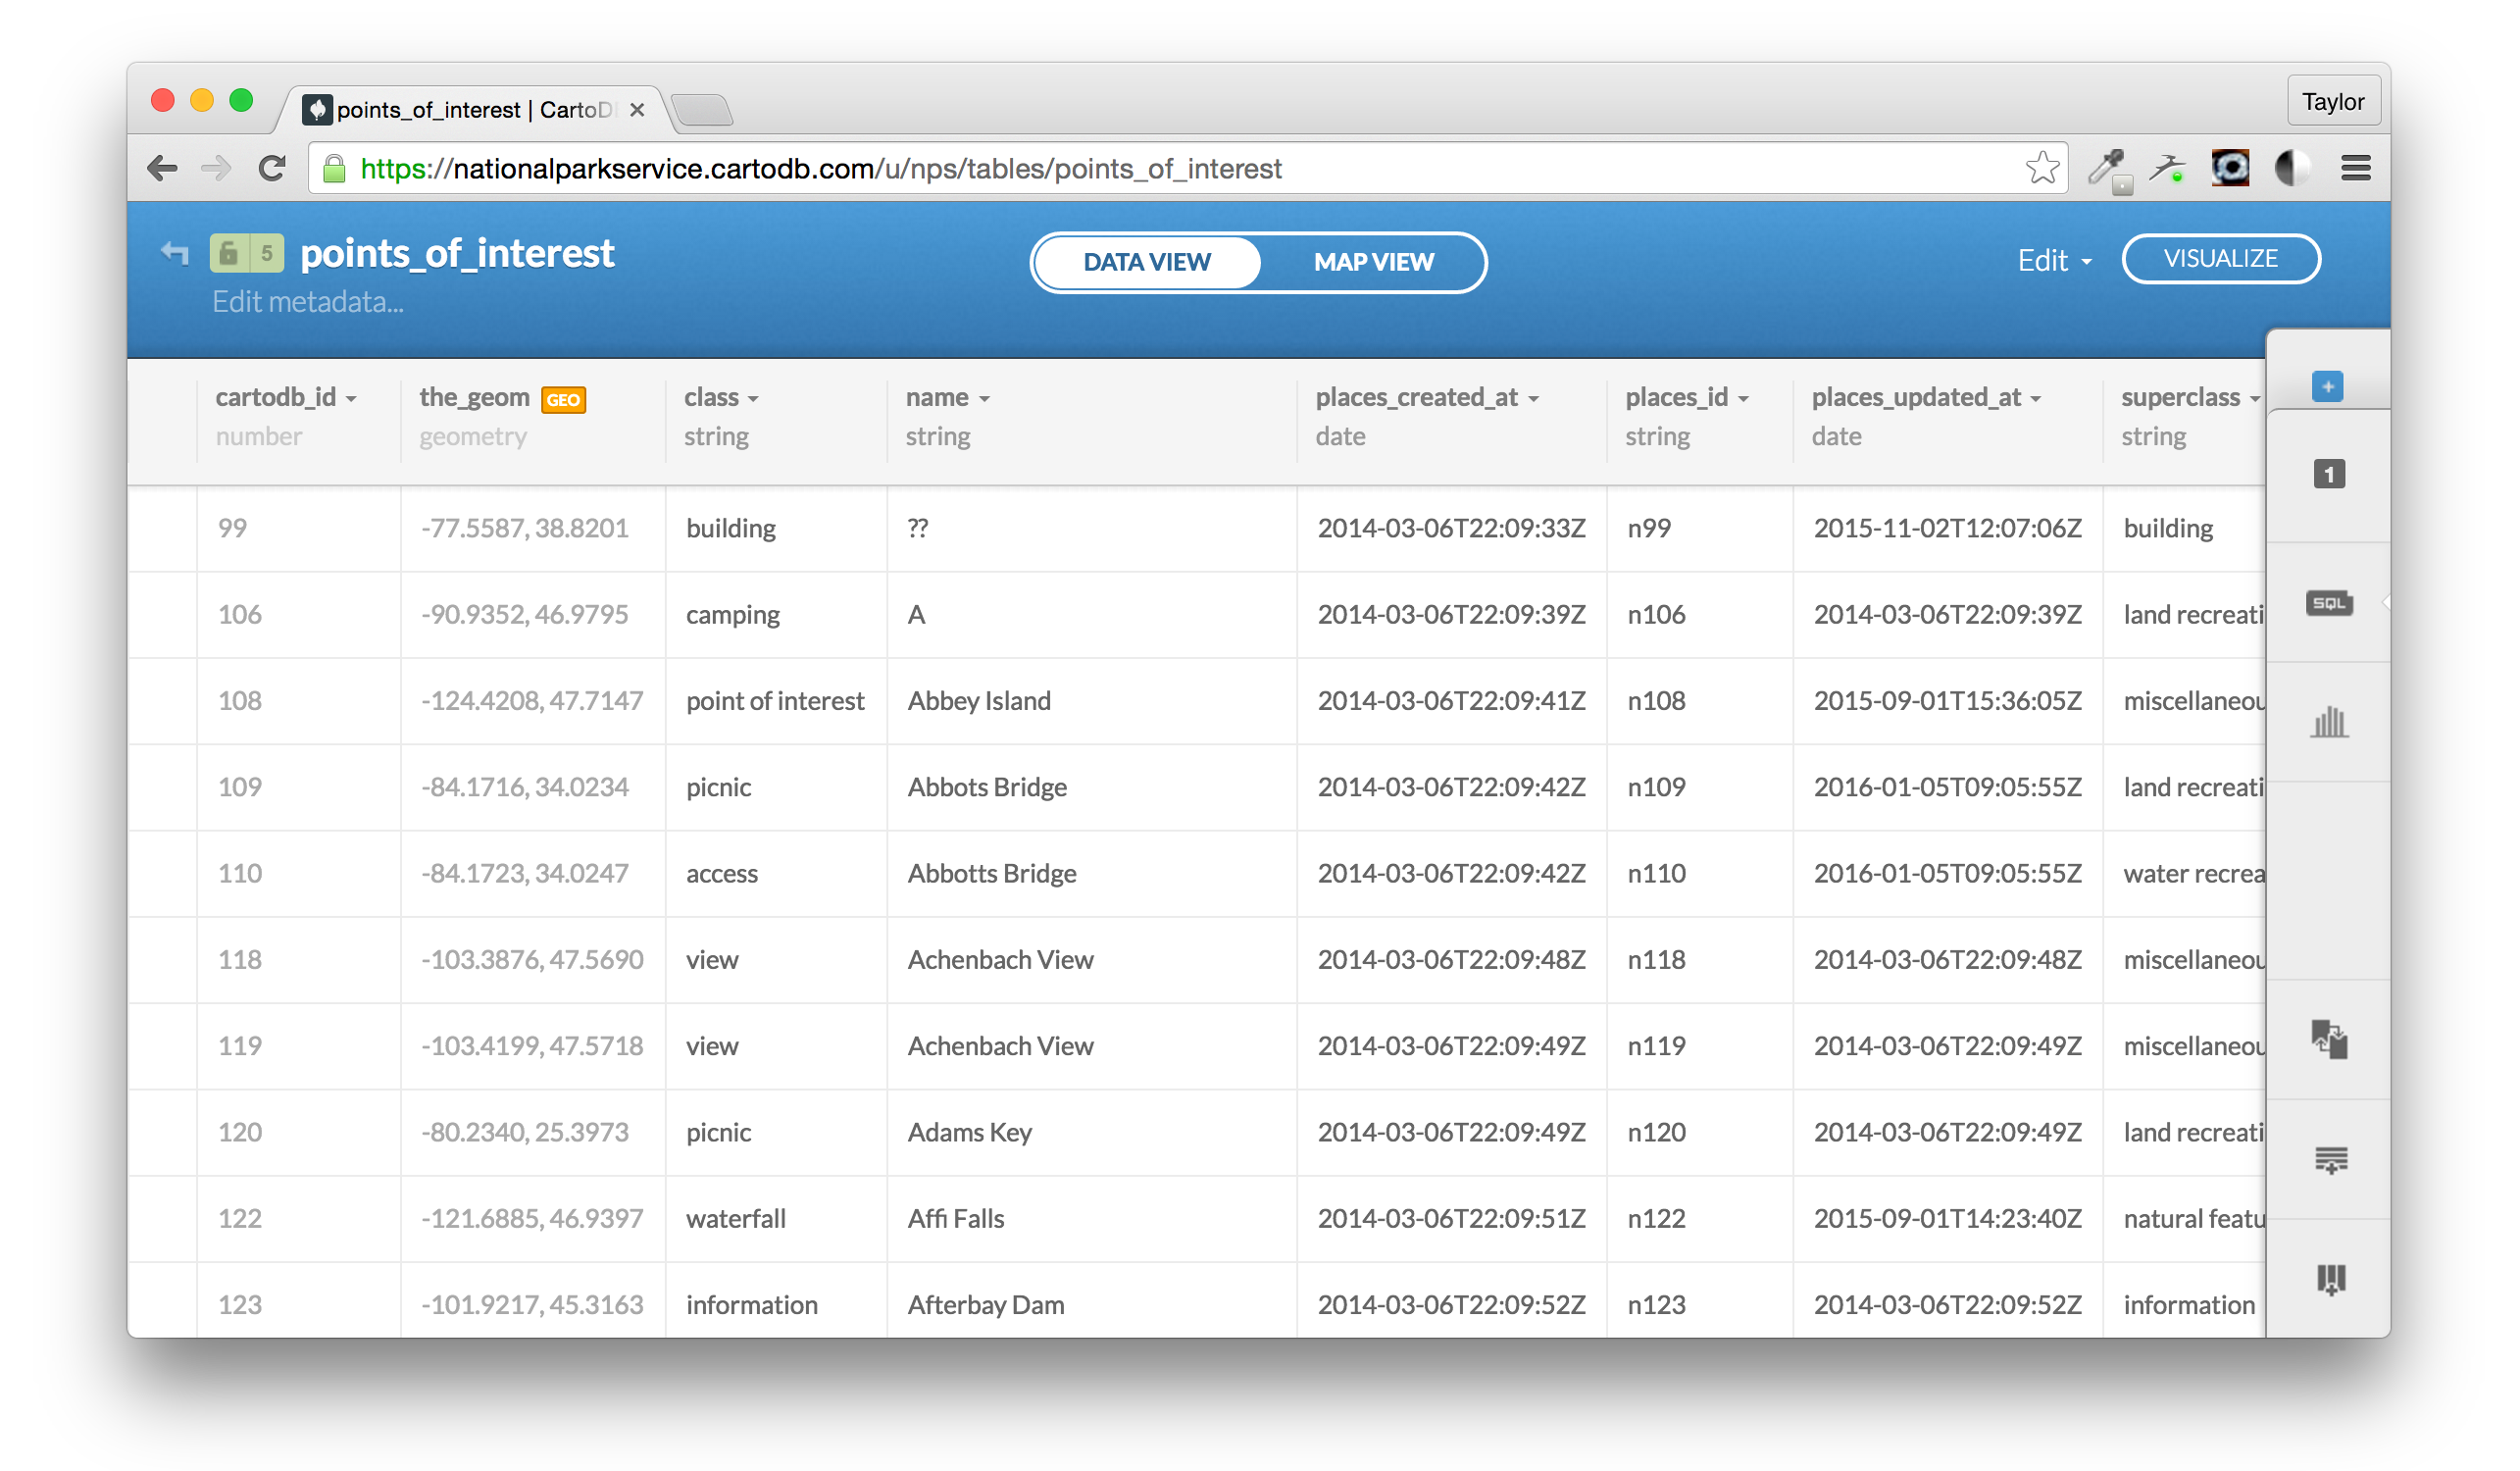 points_of_interest | CartoD
Taylor
https://nationalparkservice.cartodb.com/u/nps/tables/points_of_interest
5 points_of_interest DATA VIEW MAP VIEW Edit VISUALIZE
Edit metadata...
cartodb_id the_geom GEO class name places_created_at places_id places_updated_at superclass
number geometry string string date string date string
1
SQL
99 -77.5587, 38.8201 building ?? 2014-03-06T22:09:33Z n99 2015-11-02T12:07:06Z building
106 -90.9352, 46.9795 camping A 2014-03-06T22:09:39Z n106 2014-03-06T22:09:39Z land recreati
108 -124.4208, 47.7147 point of interest Abbey Island 2014-03-06T22:09:41Z n108 2015-09-01T15:36:05Z miscellaneou
109 -84.1716, 34.0234 picnic Abbots Bridge 2014-03-06T22:09:42Z n109 2016-01-05T09:05:55Z land recreati
110 -84.1723, 34.0247 access Abbotts Bridge 2014-03-06T22:09:42Z n110 2016-01-05T09:05:55Z water recrea
118 -103.3876, 47.5690 view Achenbach View 2014-03-06T22:09:48Z n118 2014-03-06T22:09:48Z miscellaneou
119 -103.4199, 47.5718 view Achenbach View 2014-03-06T22:09:49Z n119 2014-03-06T22:09:49Z miscellaneou
120 -80.2340, 25.3973 picnic Adams Key 2014-03-06T22:09:49Z n120 2014-03-06T22:09:49Z land recreati
122 -121.6885, 46.9397 waterfall Affi Falls 2014-03-06T22:09:51Z n122 2015-09-01T14:23:40Z natural featu
123 -101.9217, 45.3163 information Afterbay Dam 2014-03-06T22:09:52Z n123 2014-03-06T22:09:52Z information